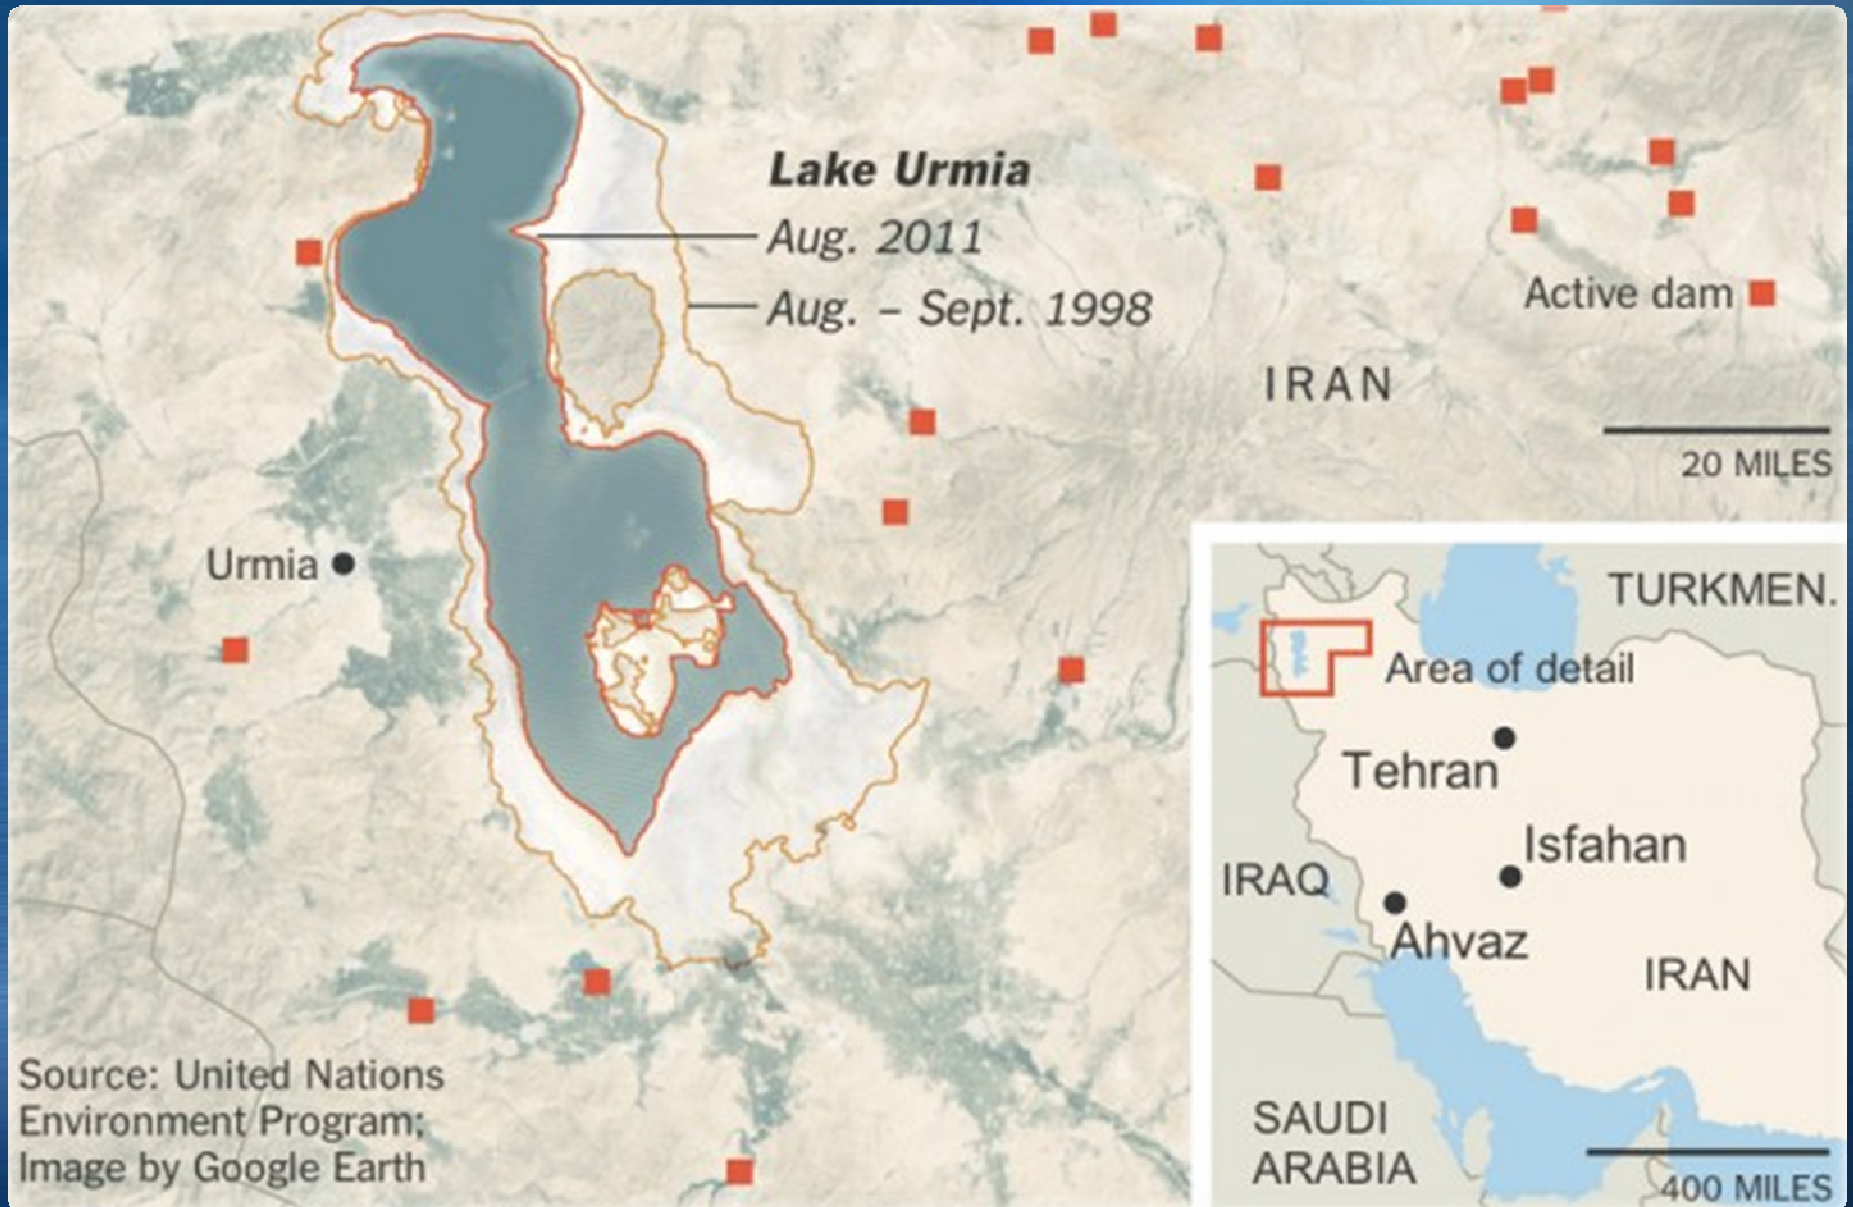 Lake Urmia
Aug. 2011
Aug. – Sept. 1998
Active dam
IRAN
20 MILES
Urmia
Source: United Nations
Environment Program;
Image by Google Earth
TURKMEN.
Area of detail
Tehran
Isfahan
IRAQ
Ahvaz
IRAN
SAUDI
ARABIA
400 MILES